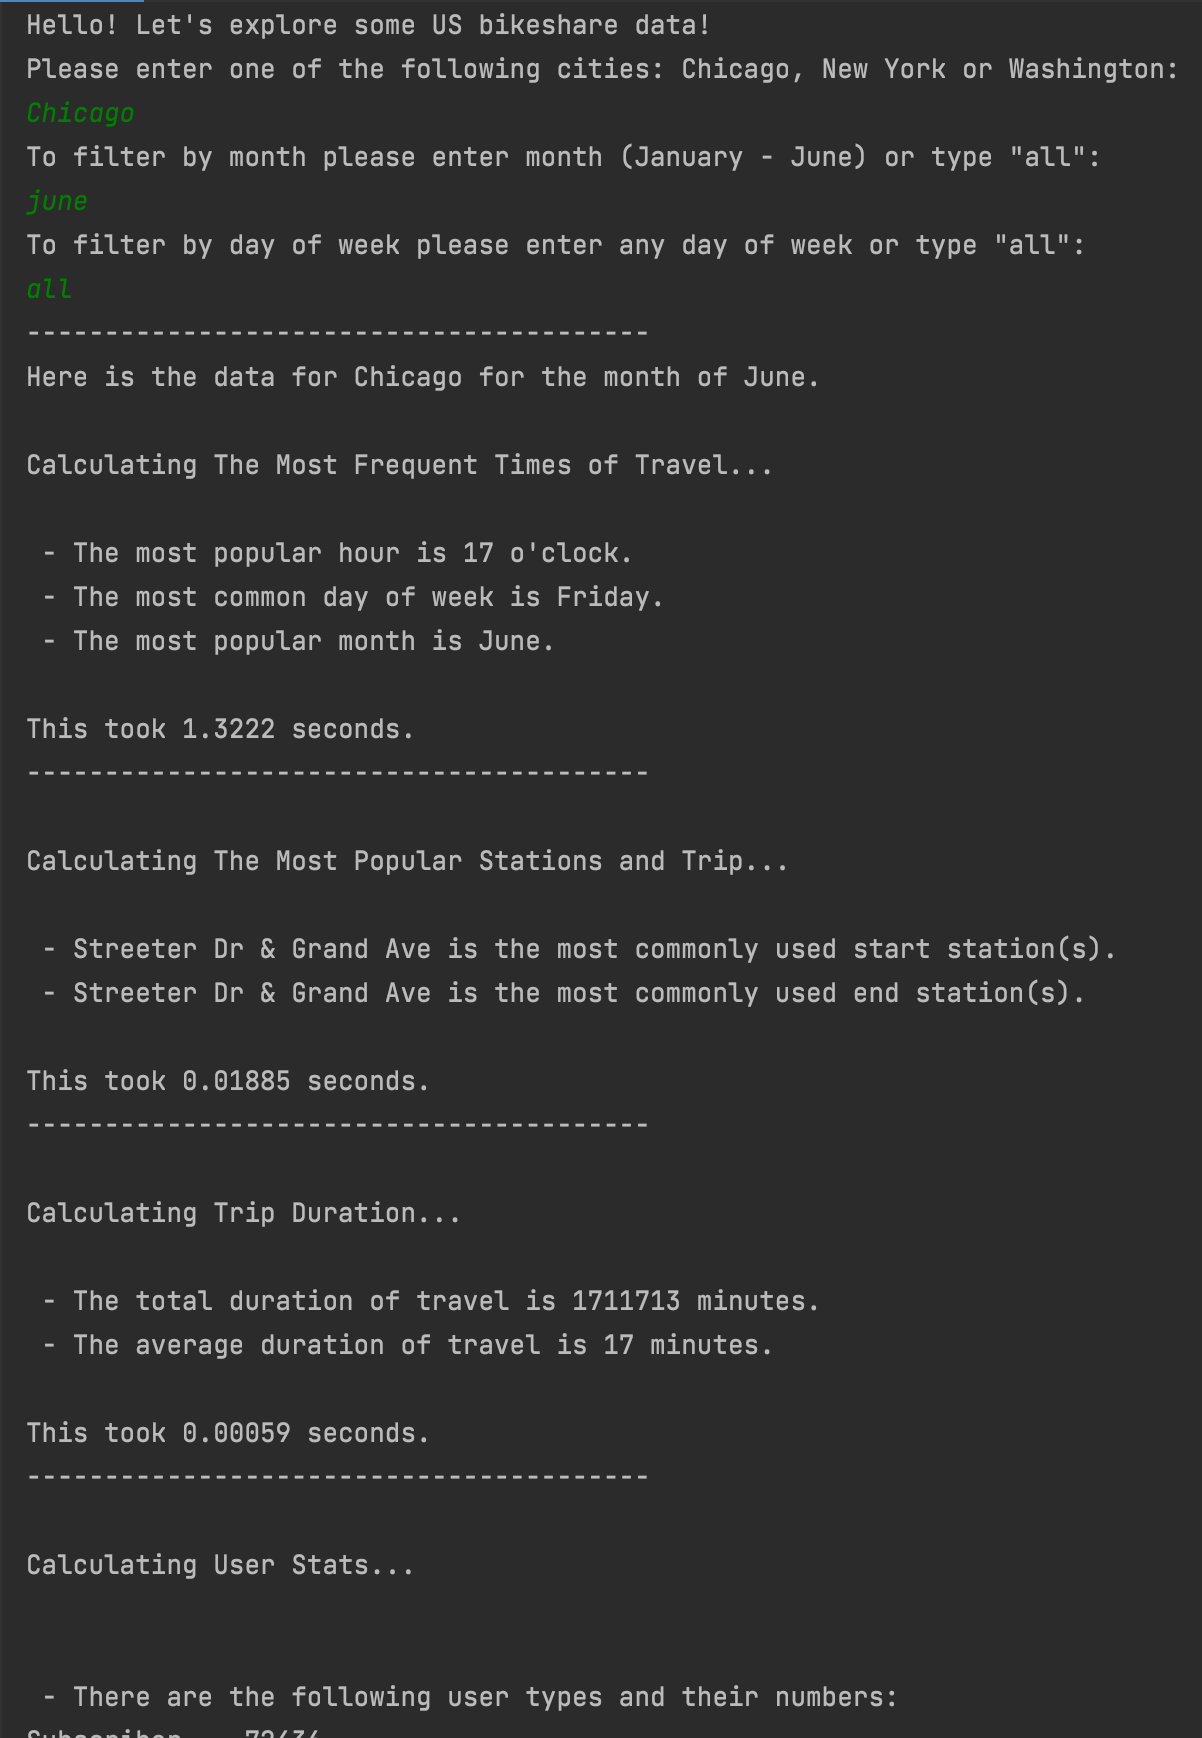 Hello! Let's explore some US bikeshare data!
Please enter one of the following cities: Chicago, New York or Washington:
Chicago
To filter by month please enter month (January - June) or type "all":
june
To filter by day of week please enter any day of week or type "all":
all
----------------------------------------
Here is the data for Chicago for the month of June.
Calculating The Most Frequent Times of Travel...
- The most popular hour is 17 o'clock.
- The most common day of week is Friday.
- The most popular month is June.
This took 1.3222 seconds.
----------------------------------------
Calculating The Most Popular Stations and Trip...
- Streeter Dr & Grand Ave is the most commonly used start station(s).
- Streeter Dr & Grand Ave is the most commonly used end station(s).
This took 0.01885 seconds.
----------------------------------------
Calculating Trip Duration...
- The total duration of travel is 1711713 minutes.
- The average duration of travel is 17 minutes.
This took 0.00059 seconds.
----------------------------------------
Calculating User Stats...
- There are the following user types and their numbers:
Subscriber